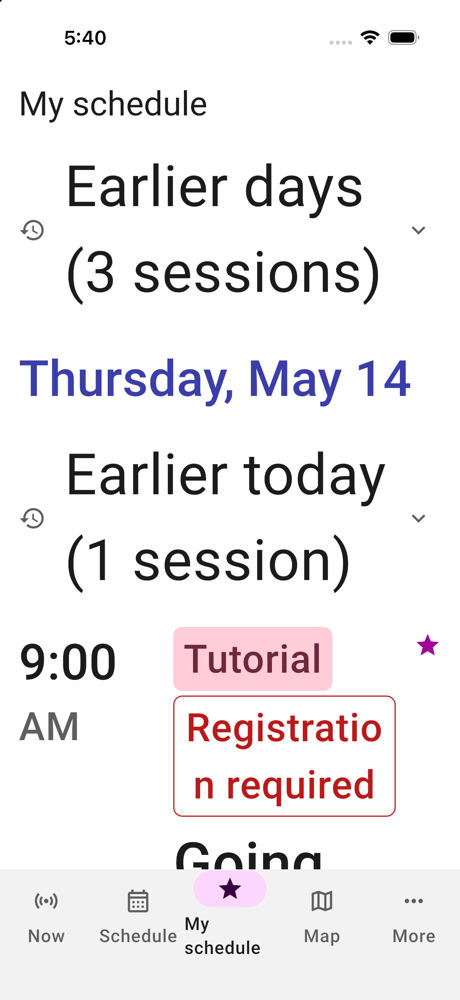 5:40
My schedule
Earlier days
(3 sessions)
Thursday, May 14
Earlier today
(1 session)
9:00
AM
Tutorial
Registratio
n required
Going
Now
Schedule
My
schedule
Map
More